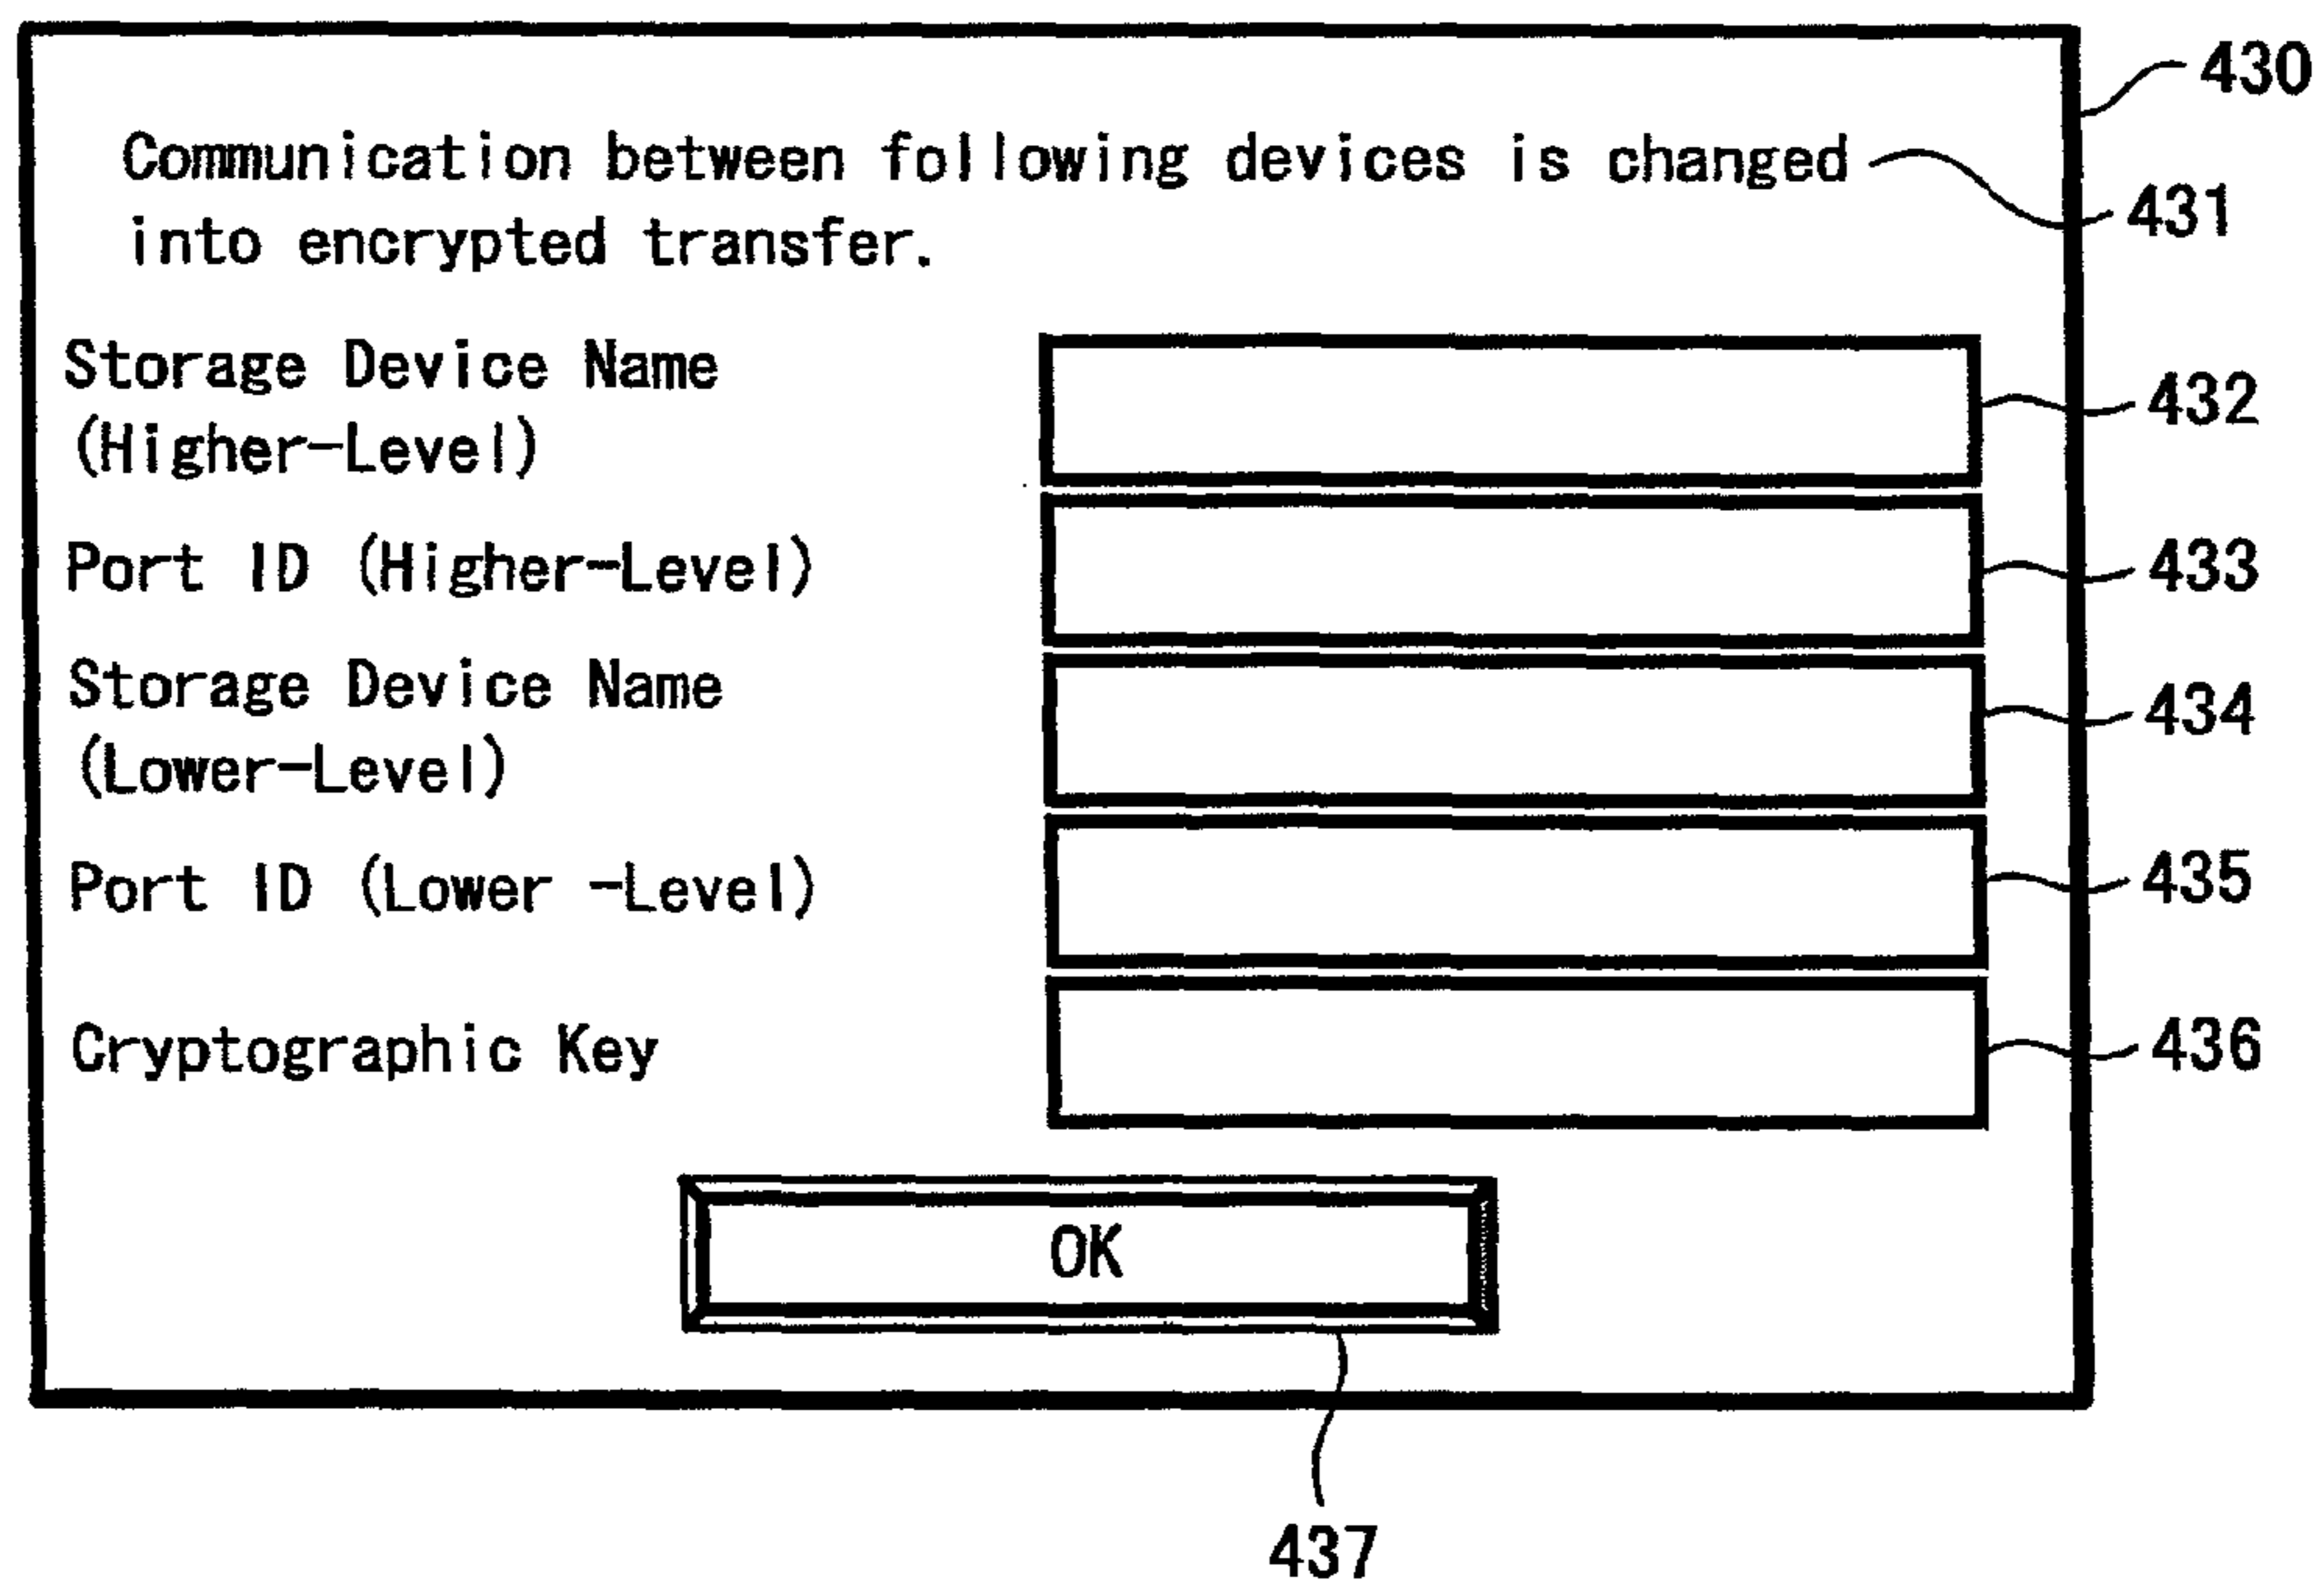 430
Communication between following devices is changed
431
into encrypted transfer.
Storage Device Name
(Higher-Level)
432
Port ID (Higher-Level)
433
Storage Device Name
(Lower-Level)
434
Port ID (Lower -Level)
435
Cryptographic Key
436
OK
437